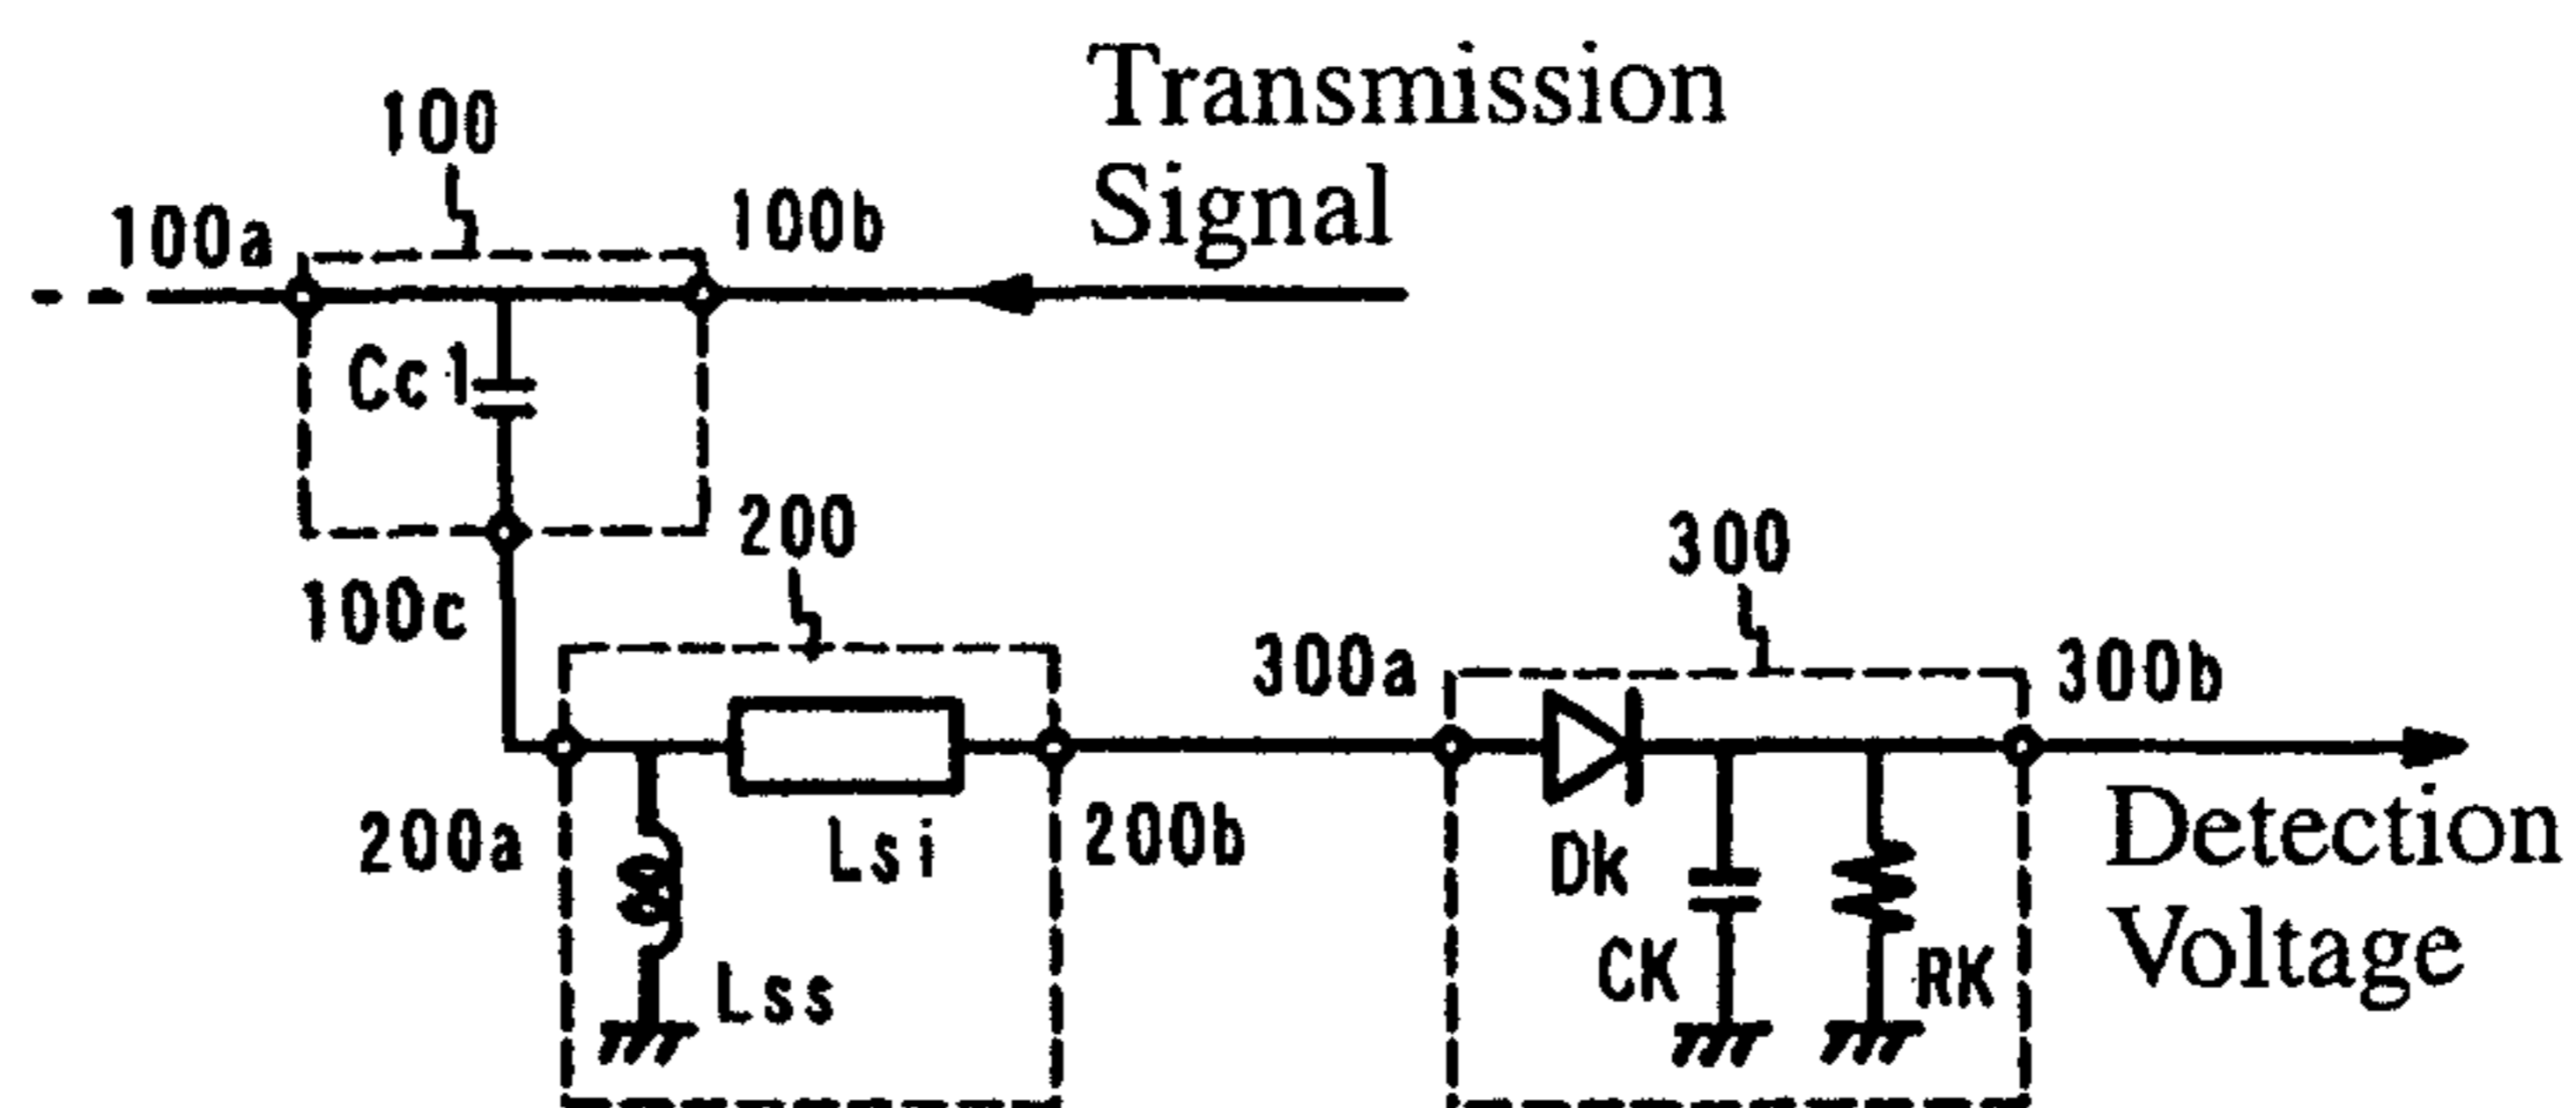 Transmission
Signal
100
100a
100b
Cc1
100c
200
300
300a
300b
200a
Lsi
200b
Dk
Detection
Voltage
Lss
CK
RK